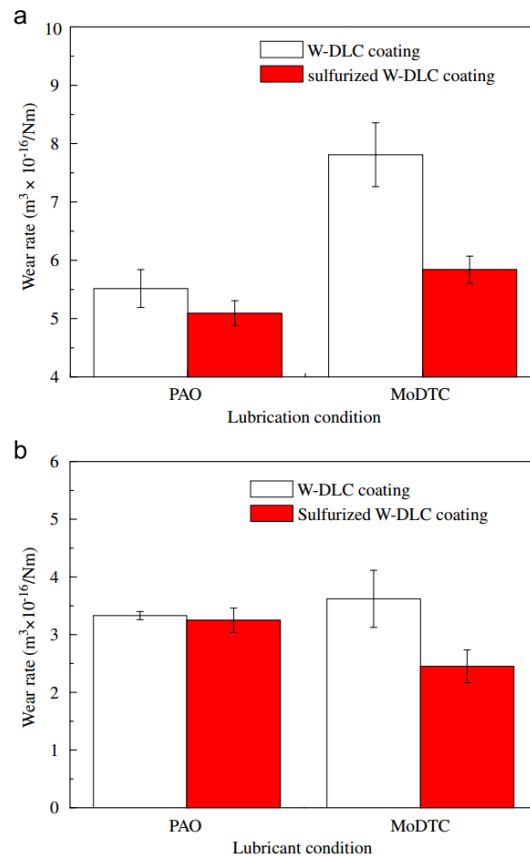 a
10
9
8
7
6
5
4
Wear rate (m³ × 10⁻¹⁶/Nm)
W-DLC coating
sulfurized W-DLC coating
PAO
MoDTC
Lubrication condition
b
6
5
4
3
2
1
0
Wear rate (m³×10⁻¹⁶/Nm)
W-DLC coating
Sulfurized W-DLC coating
PAO
MoDTC
Lubricant condition